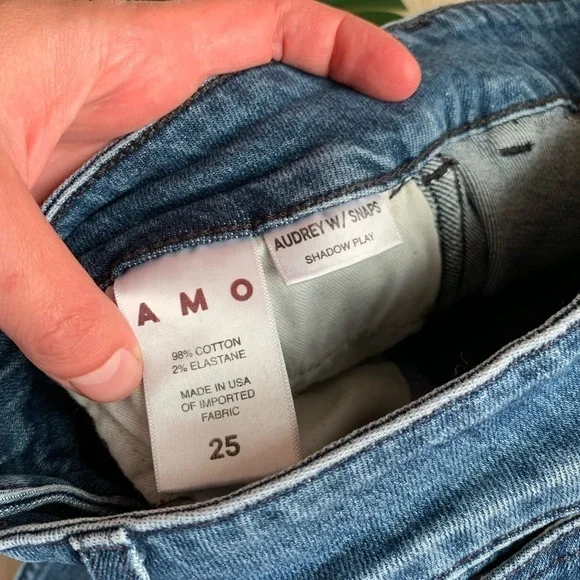 AMO
98% COTTON
2% ELASTANE
MADE IN USA
OF IMPORTED
FABRIC
25
AUDREY W/ SNAPS
SHADOW PLAY